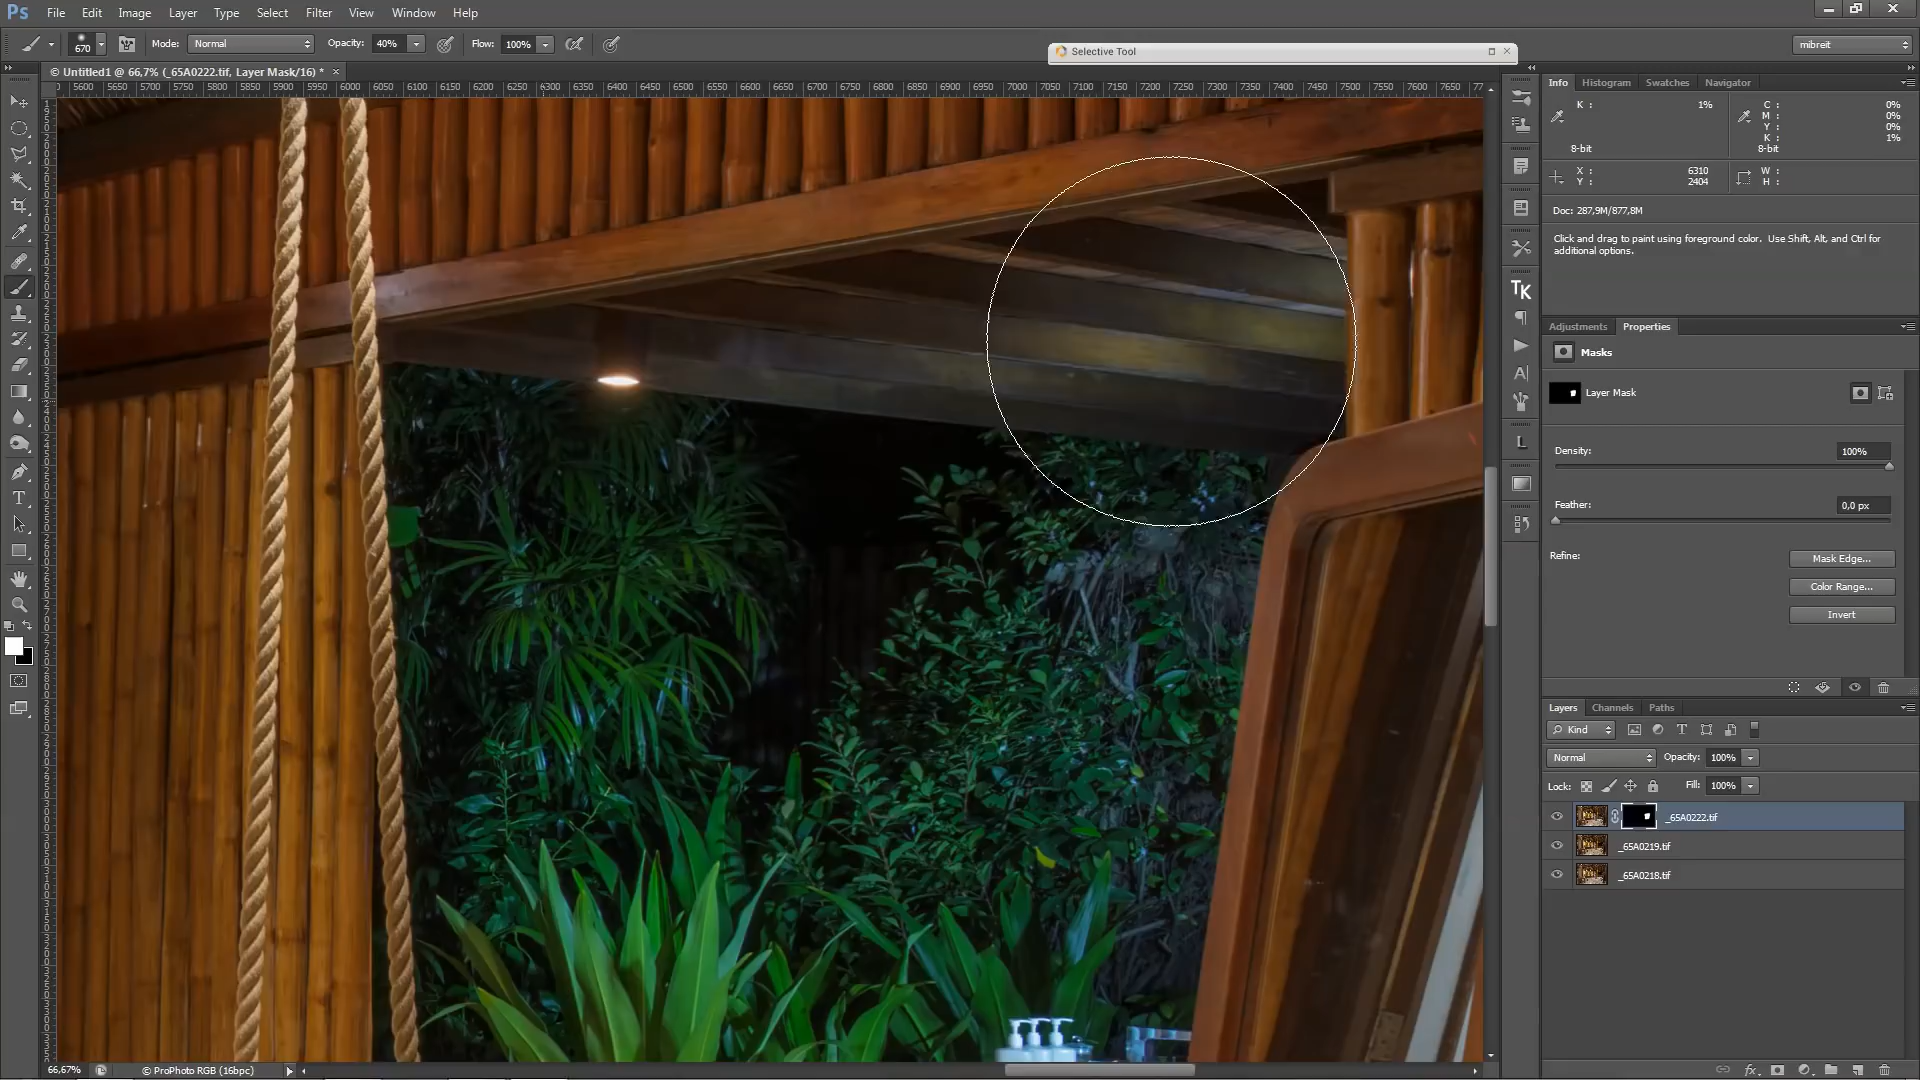 Ps File Edit Image Layer Type Select Filter View Window Help
670 Mode: Normal Opacity: 40% Flow: 100%
Selective Tool
mibreit
© Untitled1 @ 66,7% (_65A0222.tif, Layer Mask/16) * ×
5600 5650 5700 5750 5800 5850 5900 5950 6000 6050 6100 6150 6200 6250 6300 6350 6400 6450 6500 6550 6600 6650 6700 6750 6800 6850 6900 6950 7000 7050 7100 7150 7200 7250 7300 7350 7400 7450 7500 7550 7600 7650
Info Histogram Swatches Navigator
K : 1% C : 0%
M : 0%
Y : 0%
K : 1%
8-bit 8-bit
X : 6310 W :
Y : 2404 H :
Doc: 287,9M/877,8M
Click and drag to paint using foreground color. Use Shift, Alt, and Ctrl for
additional options.
TK
Adjustments Properties
Masks
Layer Mask
Density: 100%
Feather: 0,0 px
Refine: Mask Edge...
Color Range...
Invert
Layers Channels Paths
Kind
Normal Opacity: 100%
Lock: Fill: 100%
_65A0222.tif
_65A0219.tif
_65A0218.tif
66,67% © ProPhoto RGB (16bpc)